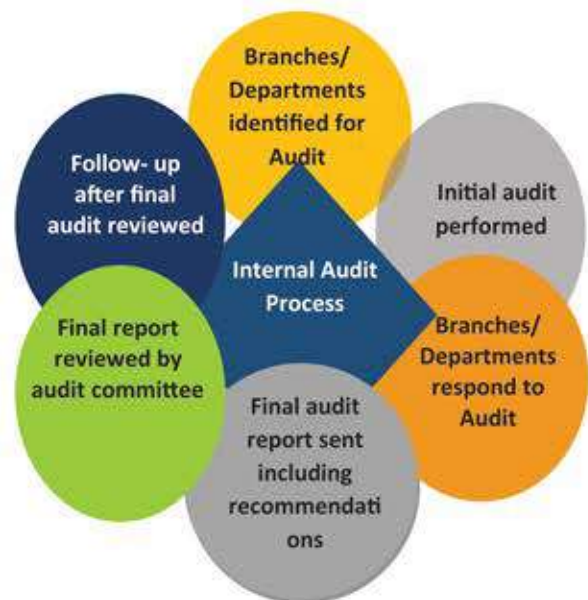 Branches/
Departments
identified for
Audit
Initial audit
performed
Branches/
Departments
respond to
Audit
Final audit
report sent
including
recommendati
ons
Final report
reviewed by
audit committee
Follow- up
after final
audit reviewed
Internal Audit
Process